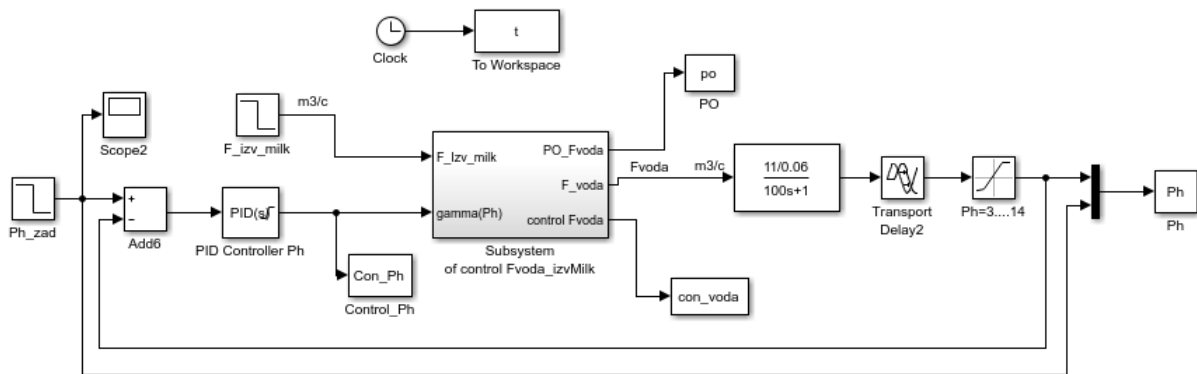 t
Clock
To Workspace
po
PO
m3/c
Scope2
F_izv_milk
F_Izv_milk
PO_Fvoda
F_voda
gamma(Ph)
control Fvoda
Fvoda
m3/c
11/0.06
100s+1
Transport
Delay2
Ph=3....14
Ph
Ph
Ph_zad
+
−
Add6
PID(s)
PID Controller Ph
Subsystem
of control Fvoda_izvMilk
Con_Ph
Control_Ph
con_voda